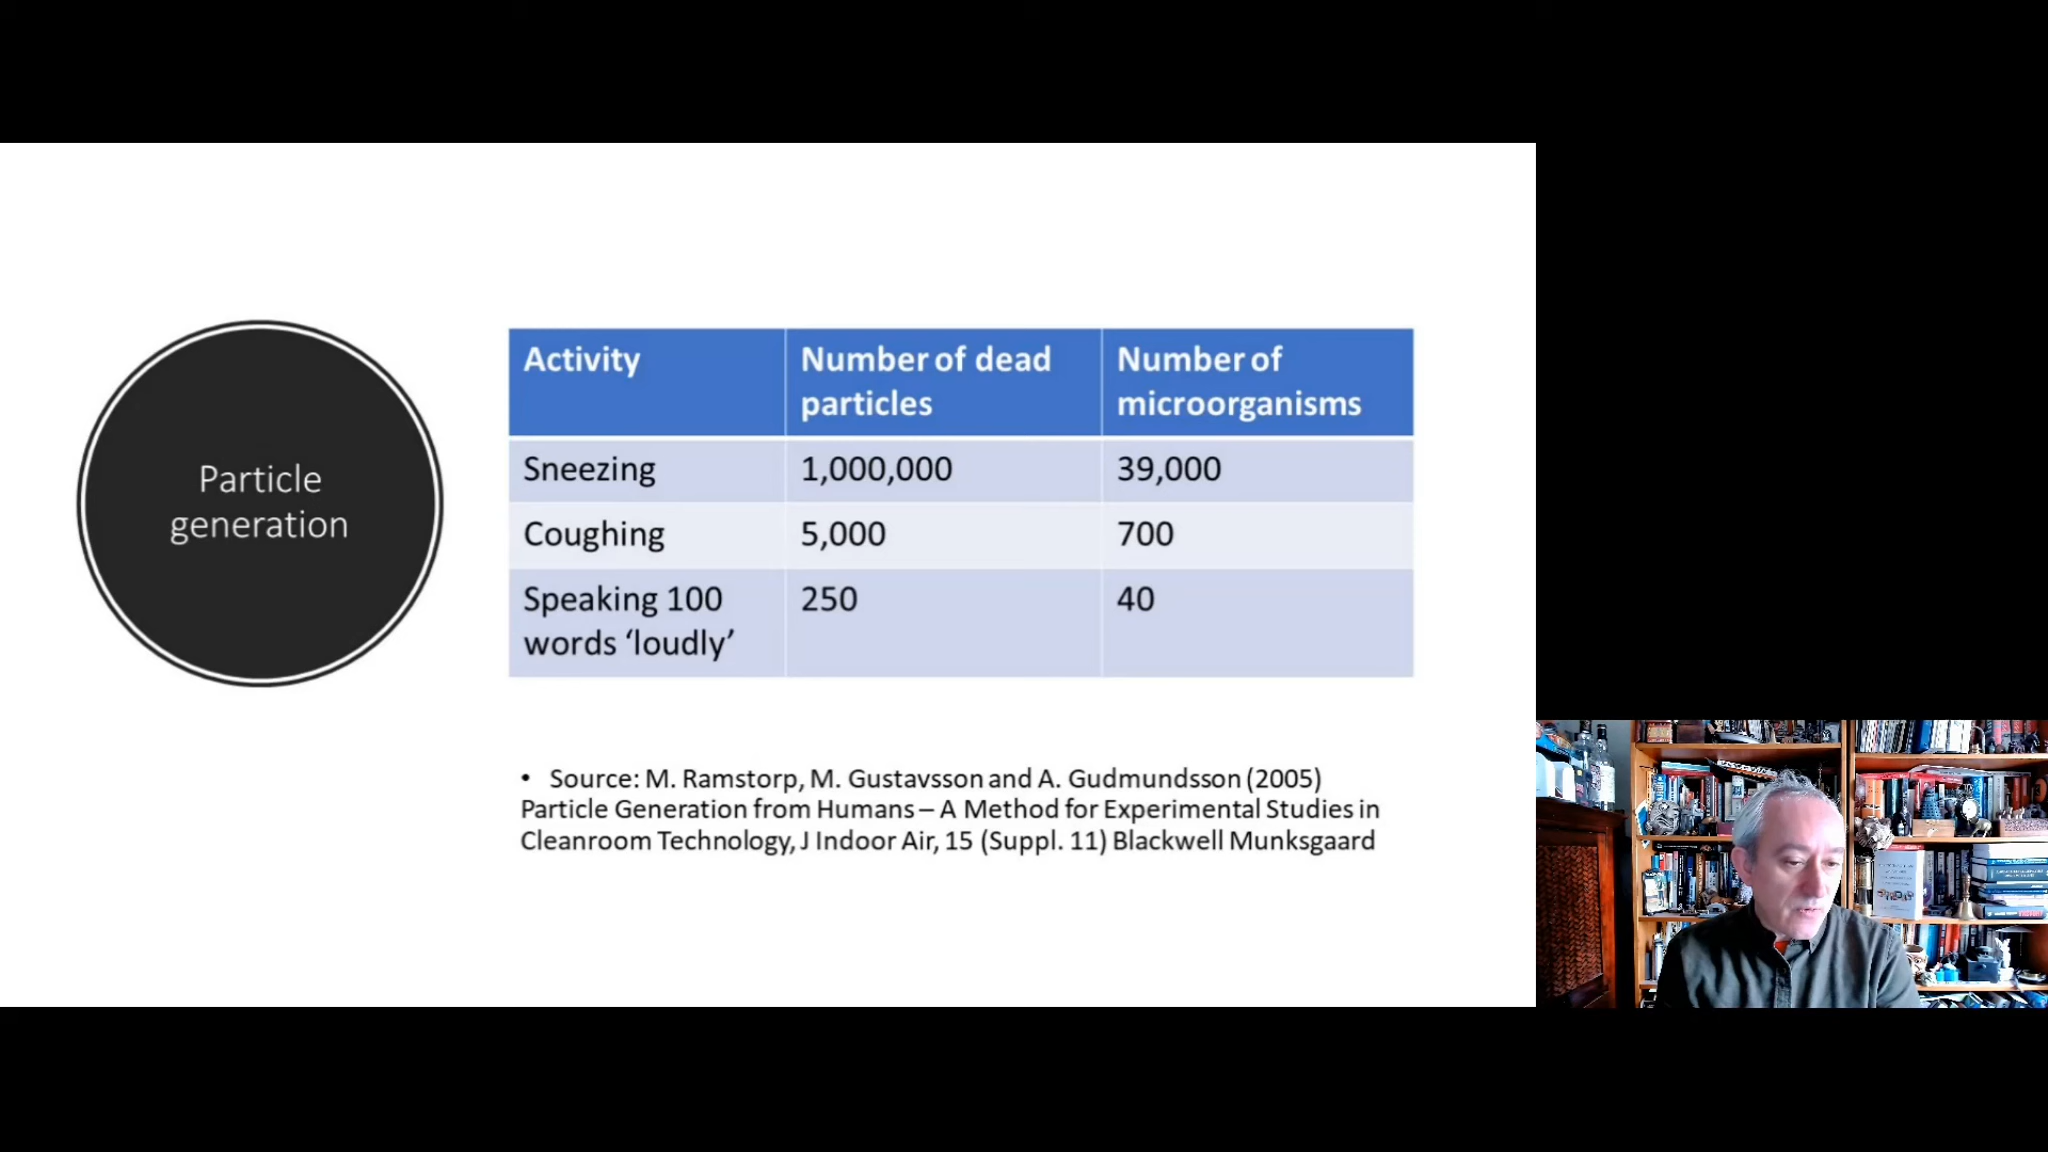 Particle
generation
Activity
Number of dead
particles
Number of
microorganisms
Sneezing
1,000,000
39,000
Coughing
5,000
700
Speaking 100
words ‘loudly’
250
40
• Source: M. Ramstorp, M. Gustavsson and A. Gudmundsson (2005)
Particle Generation from Humans – A Method for Experimental Studies in
Cleanroom Technology, J Indoor Air, 15 (Suppl. 11) Blackwell Munksgaard